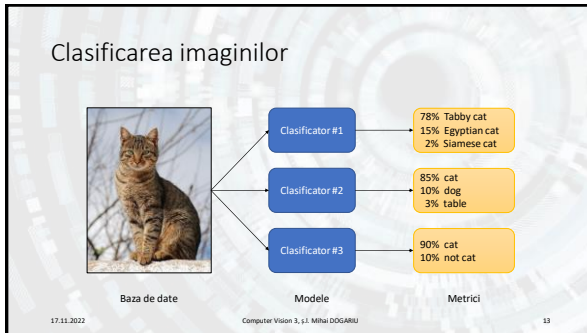 Clasificarea imaginilor
Clasificator #1
78% Tabby cat
15% Egyptian cat
2% Siamese cat
Clasificator #2
85% cat
10% dog
3% table
Clasificator #3
90% cat
10% not cat
Baza de date
Modele
Metrici
17.11.2022
Computer Vision 3, ș.l. Mihai DOGARIU
13